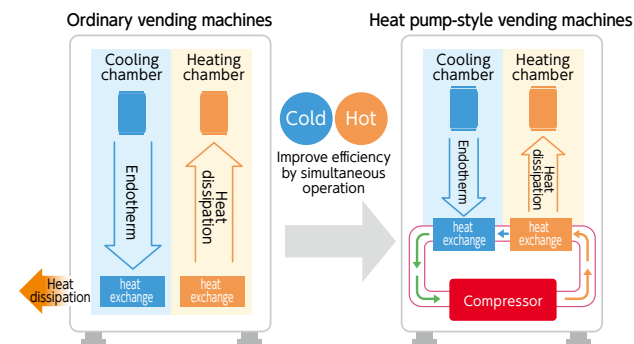 Ordinary vending machines
Cooling
chamber
Heating
chamber
Endotherm
Heat
dissipation
heat
exchange
heat
exchange
Heat
dissipation
Cold
Hot
Improve efficiency
by simultaneous
operation
Heat pump-style vending machines
Cooling
chamber
Heating
chamber
Endotherm
Heat
dissipation
heat
exchange
heat
exchange
Compressor